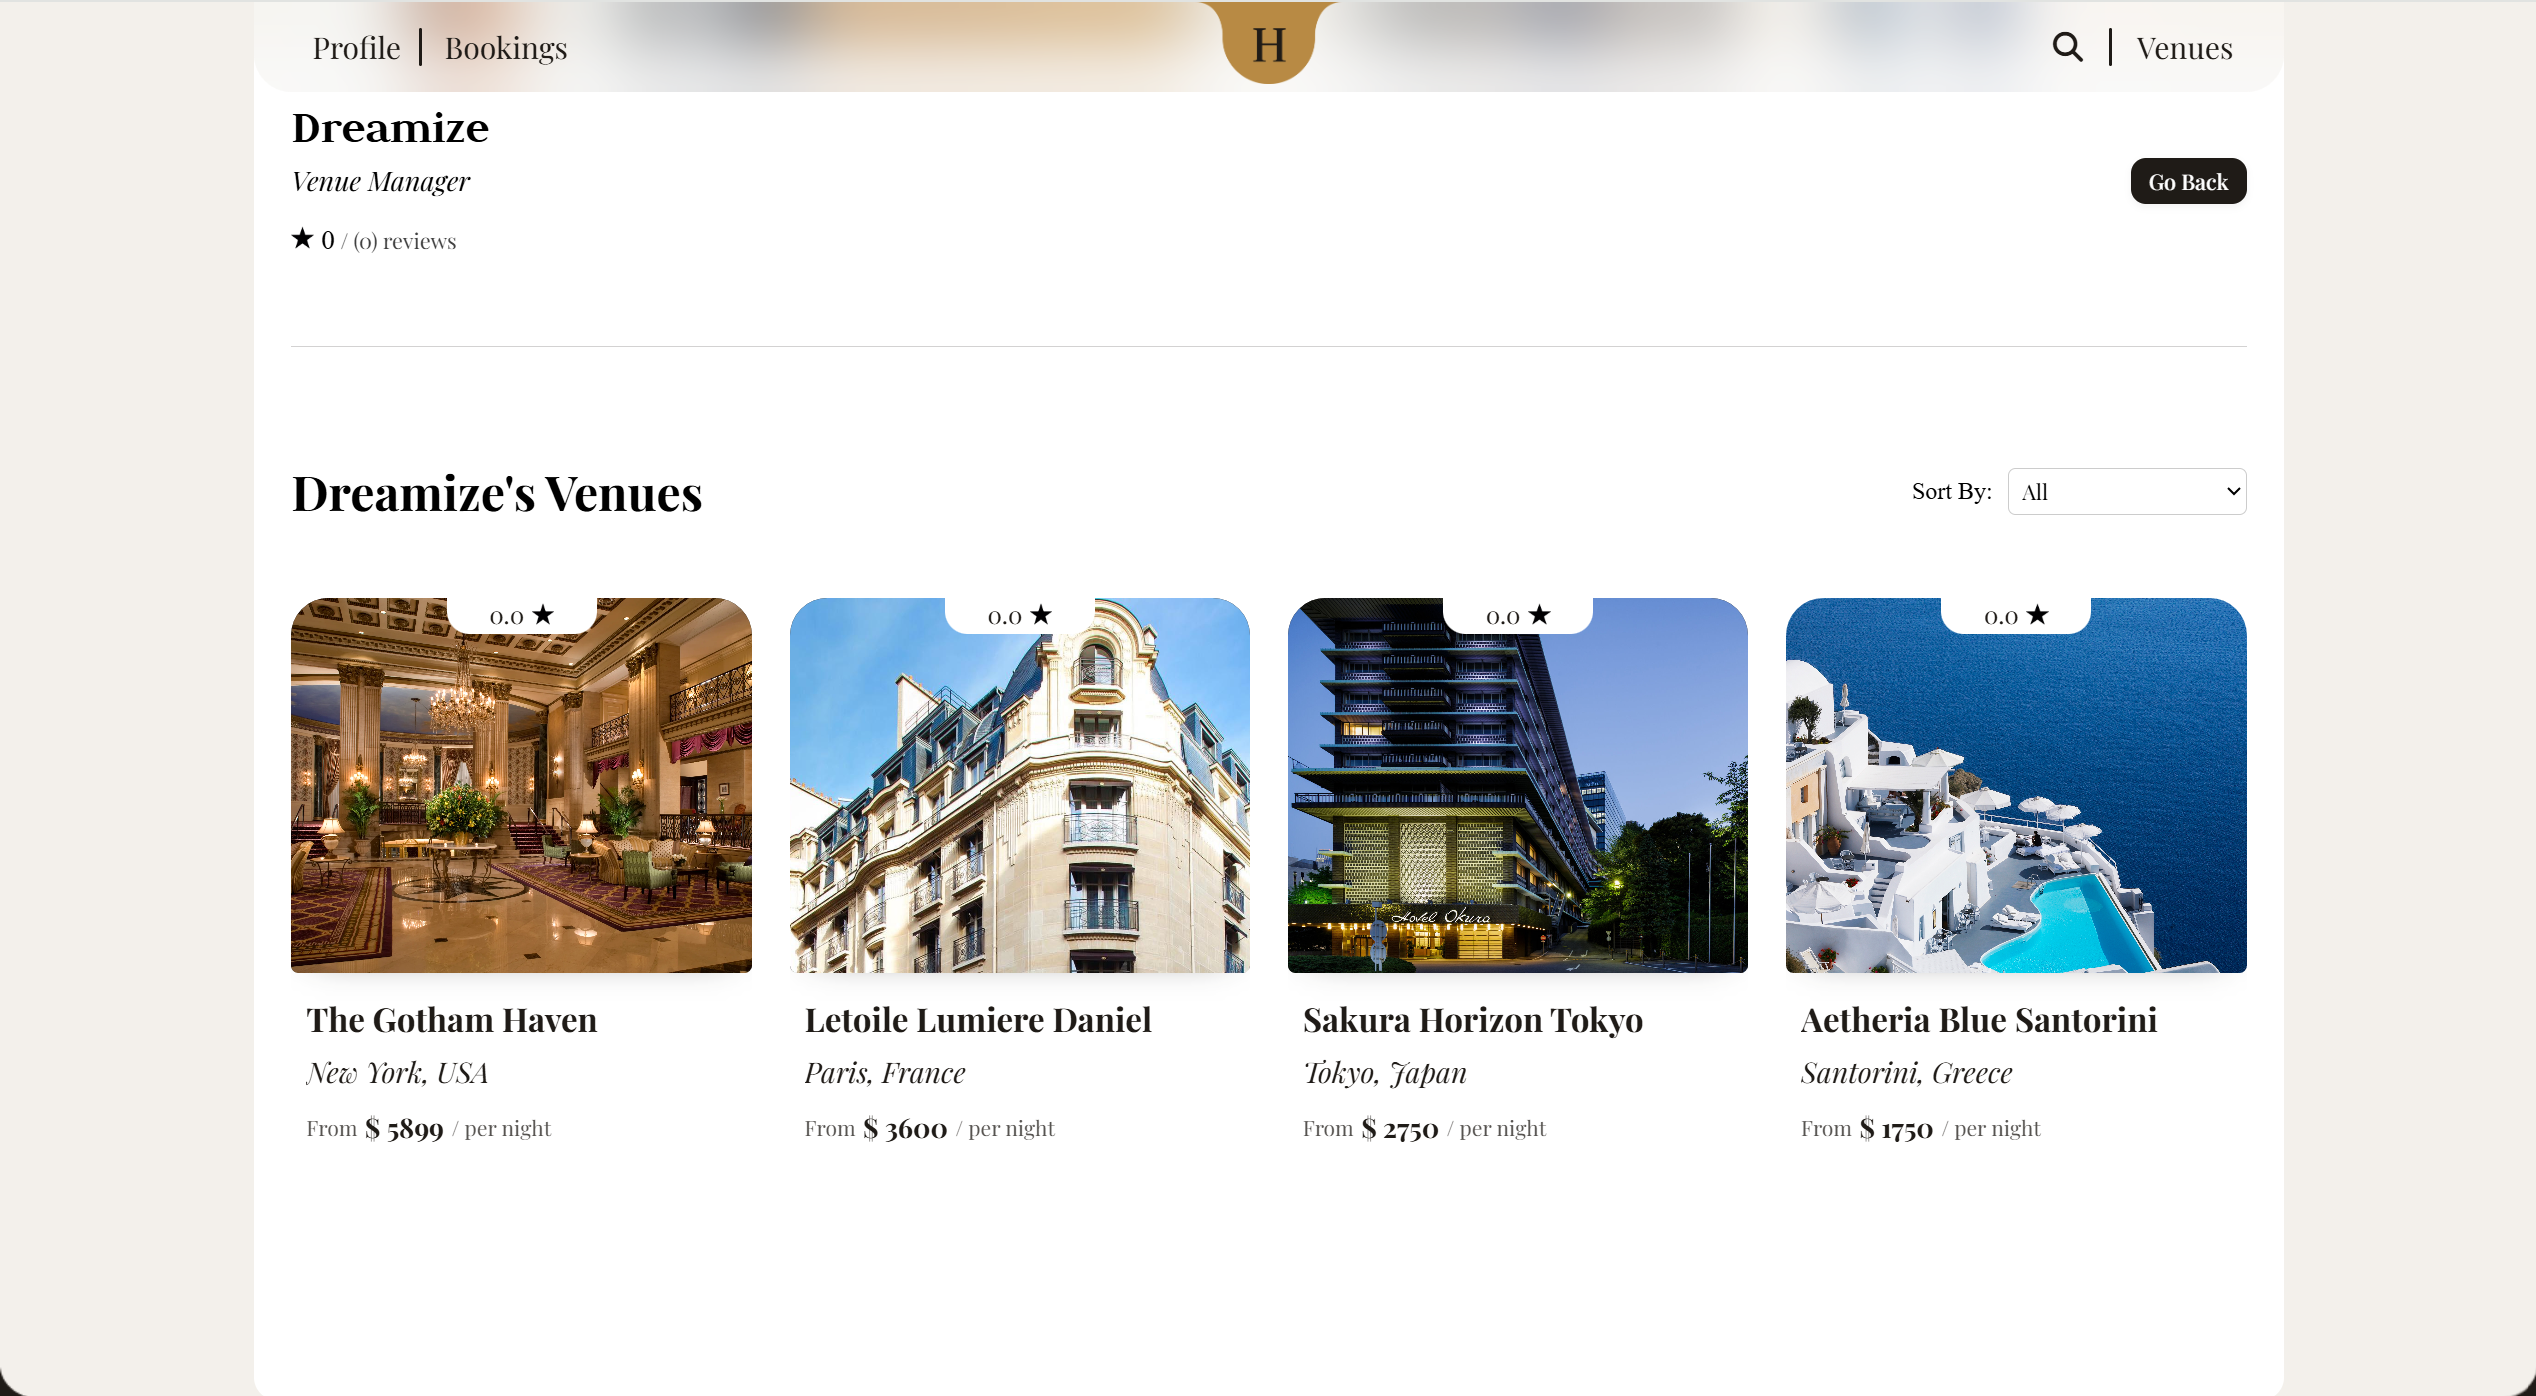 Profile | Bookings
H
Venues
Dreamize
Venue Manager
Go Back
★ 0 / (0) reviews
Dreamize's Venues
Sort By: All
0.0 ★
0.0 ★
0.0 ★
0.0 ★
Hotel Okura
The Gotham Haven
New York, USA
From $ 5899 / per night
Letoile Lumiere Daniel
Paris, France
From $ 3600 / per night
Sakura Horizon Tokyo
Tokyo, Japan
From $ 2750 / per night
Aetheria Blue Santorini
Santorini, Greece
From $ 1750 / per night